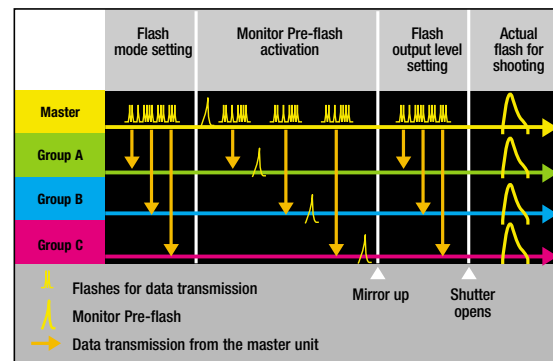 Flash
mode setting
Monitor Pre-flash
activation
Flash
output level
setting
Actual
flash for
shooting
Master
Group A
Group B
Group C
Flashes for data transmission
Monitor Pre-flash
Data transmission from the master unit
Mirror up
Shutter
opens